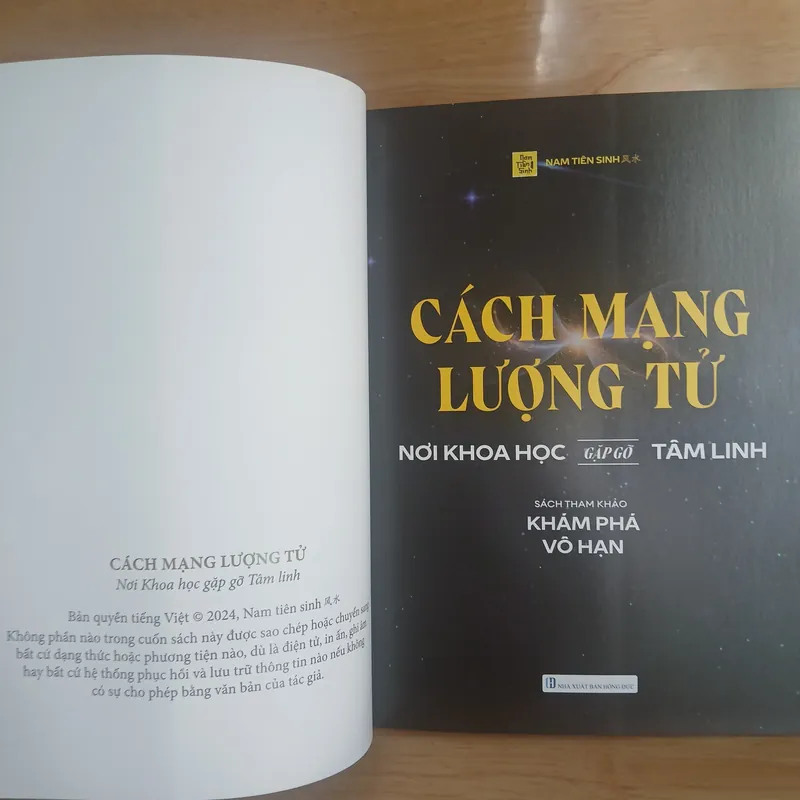 CÁCH MẠNG LƯỢNG TỬ
Nơi Khoa học gặp gỡ Tâm linh
Bản quyền tiếng Việt © 2024, Nam tiên sinh 风水
Không phần nào trong cuốn sách này được sao chép hoặc chuyển sang
bất cứ dạng thức hoặc phương tiện nào, dù là điện tử, in ấn, ghi âm
hay bất cứ hệ thống phục hồi và lưu trữ thông tin nào nếu không
có sự cho phép bằng văn bản của tác giả.
Nam Tiên Sinh
NAM TIÊN SINH 风水
CÁCH MẠNG
LƯỢNG TỬ
NƠI KHOA HỌC GẶP GỠ TÂM LINH
SÁCH THAM KHẢO
KHÁM PHÁ
VÔ HẠN
NHÀ XUẤT BẢN HỒNG ĐỨC